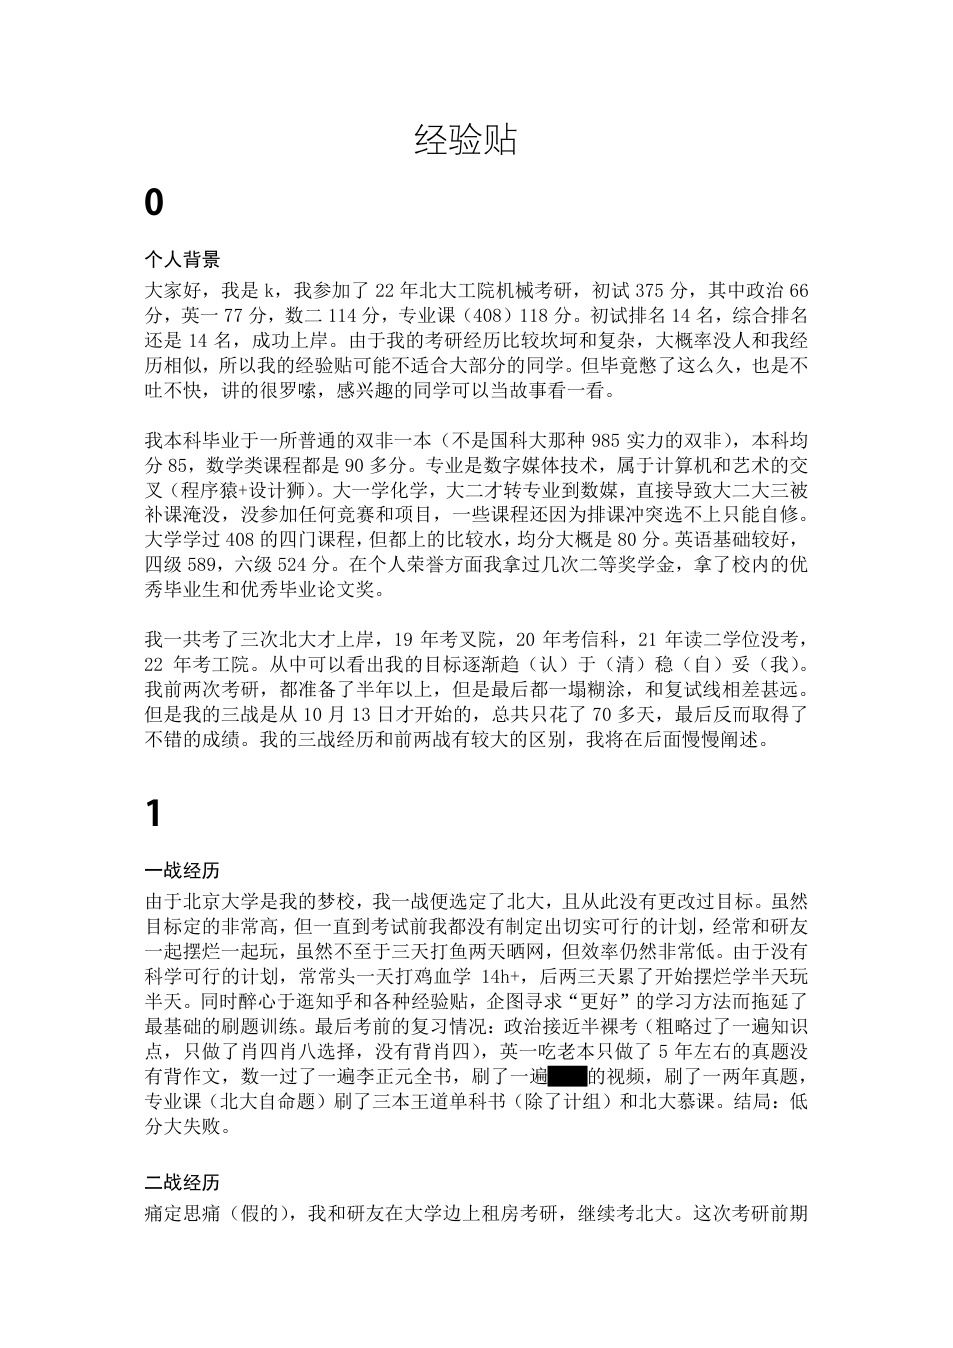 经验贴
0
个人背景
大家好，我是 k，我参加了 22 年北大工院机械考研，初试 375 分，其中政治 66
分，英一 77 分，数二 114 分，专业课（408）118 分。初试排名 14 名，综合排名
还是 14 名，成功上岸。由于我的考研经历比较坎坷和复杂，大概率没人和我经
历相似，所以我的经验贴可能不适合大部分的同学。但毕竟憋了这么久，也是不
吐不快，讲的很罗嗦，感兴趣的同学可以当故事看一看。
我本科毕业于一所普通的双非一本（不是国科大那种 985 实力的双非），本科均
分 85，数学类课程都是 90 多分。专业是数字媒体技术，属于计算机和艺术的交
叉（程序猿+设计狮）。大一学化学，大二才转专业到数媒，直接导致大二大三被
补课淹没，没参加任何竞赛和项目，一些课程还因为排课冲突选不上只能自修。
大学学过 408 的四门课程，但都上的比较水，均分大概是 80 分。英语基础较好，
四级 589，六级 524 分。在个人荣誉方面我拿过几次二等奖学金，拿了校内的优
秀毕业生和优秀毕业论文奖。
我一共考了三次北大才上岸，19 年考叉院，20 年考信科，21 年读二学位没考，
22 年考工院。从中可以看出我的目标逐渐趋（认）于（清）稳（自）妥（我）。
我前两次考研，都准备了半年以上，但是最后都一塌糊涂，和复试线相差甚远。
但是我的三战是从 10 月 13 日才开始的，总共只花了 70 多天，最后反而取得了
不错的成绩。我的三战经历和前两战有较大的区别，我将在后面慢慢阐述。
1
一战经历
由于北京大学是我的梦校，我一战便选定了北大，且从此没有更改过目标。虽然
目标定的非常高，但一直到考试前我都没有制定出切实可行的计划，经常和研友
一起摆烂一起玩，虽然不至于三天打鱼两天晒网，但效率仍然非常低。由于没有
科学可行的计划，常常头一天打鸡血学 14h+，后两三天累了开始摆烂学半天玩
半天。同时醉心于逛知乎和各种经验贴，企图寻求“更好”的学习方法而拖延了
最基础的刷题训练。最后考前的复习情况：政治接近半裸考（粗略过了一遍知识
点，只做了肖四肖八选择，没有背肖四），英一吃老本只做了 5 年左右的真题没
有背作文，数一过了一遍李正元全书，刷了一遍的视频，刷了一两年真题，
专业课（北大自命题）刷了三本王道单科书（除了计组）和北大慕课。结局：低
分大失败。
二战经历
痛定思痛（假的），我和研友在大学边上租房考研，继续考北大。这次考研前期